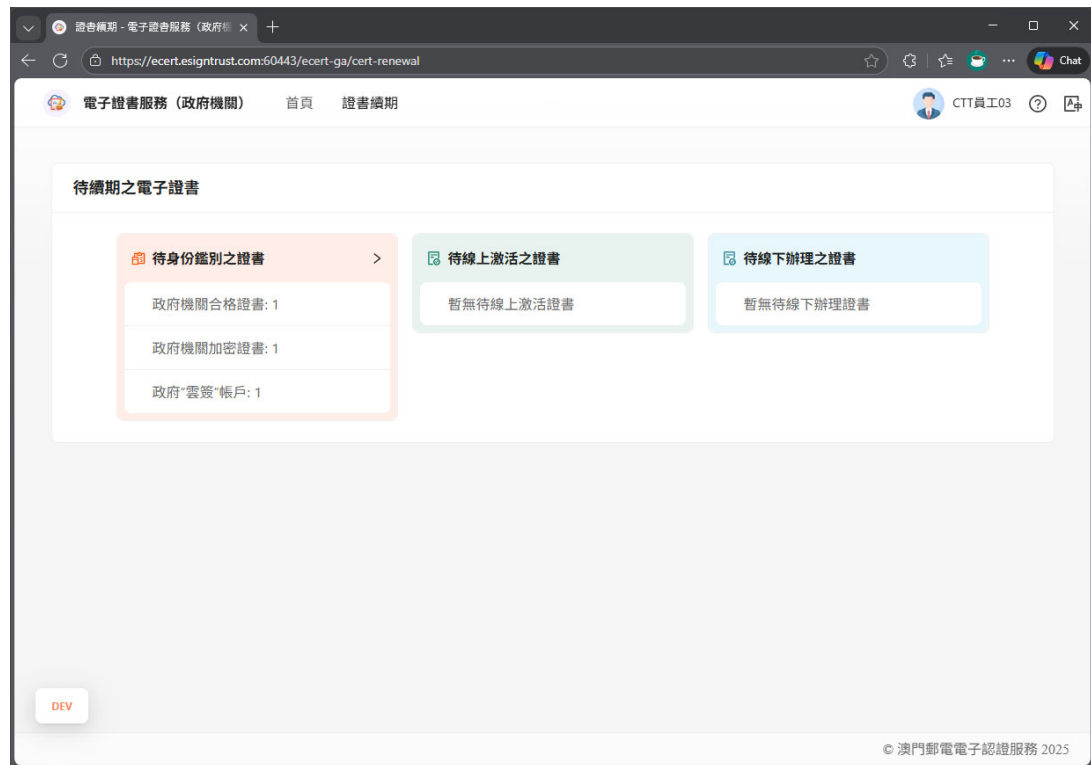 證書續期 - 電子證書服務（政府機
https://ecert.esigntrust.com:60443/ecert-ga/cert-renewal
Chat
電子證書服務（政府機關） 首頁 證書續期 CTT員工03
待續期之電子證書
待身份鑑別之證書
政府機關合格證書: 1
政府機關加密證書: 1
政府“雲簽”帳戶: 1
待線上激活之證書
暫無待線上激活證書
待線下辦理之證書
暫無待線下辦理證書
DEV
© 澳門郵電電子認證服務 2025